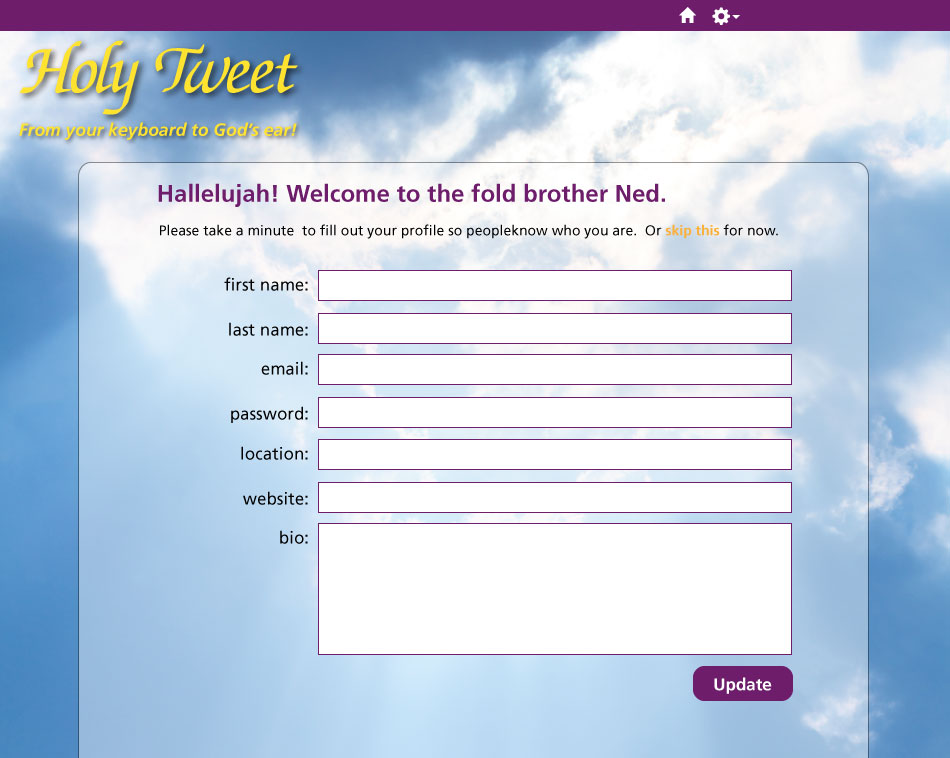 Holy Tweet
From your keyboard to God's ear!
Hallelujah! Welcome to the fold brother Ned.
Please take a minute  to fill out your profile so peopleknow who you are.  Or skip this for now.
first name:
last name:
email:
password:
location:
website:
bio:
Update